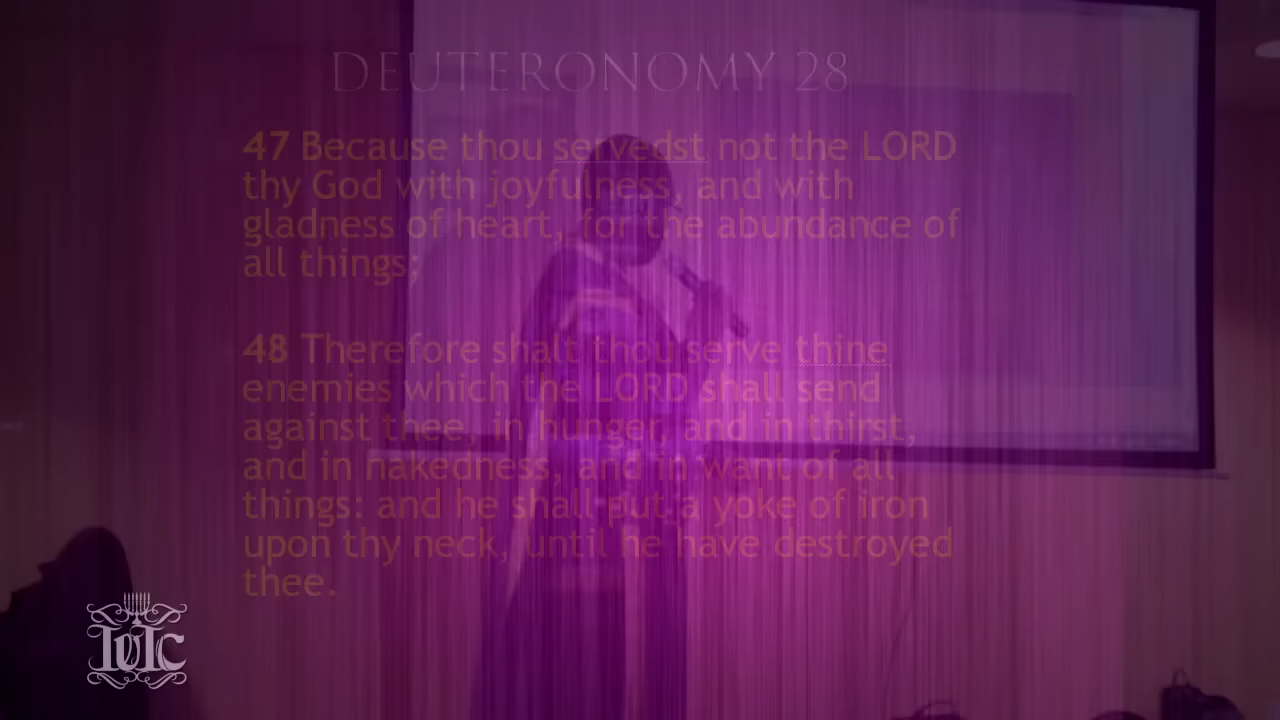 DEUTERONOMY 28
47 Because thou servedst not the LORD
thy God with joyfulness, and with
gladness of heart, for the abundance of
all things;
48 Therefore shalt thou serve thine
enemies which the LORD shall send
against thee, in hunger, and in thirst,
and in nakedness, and in want of all
things: and he shall put a yoke of iron
upon thy neck, until he have destroyed
thee.
IUIC